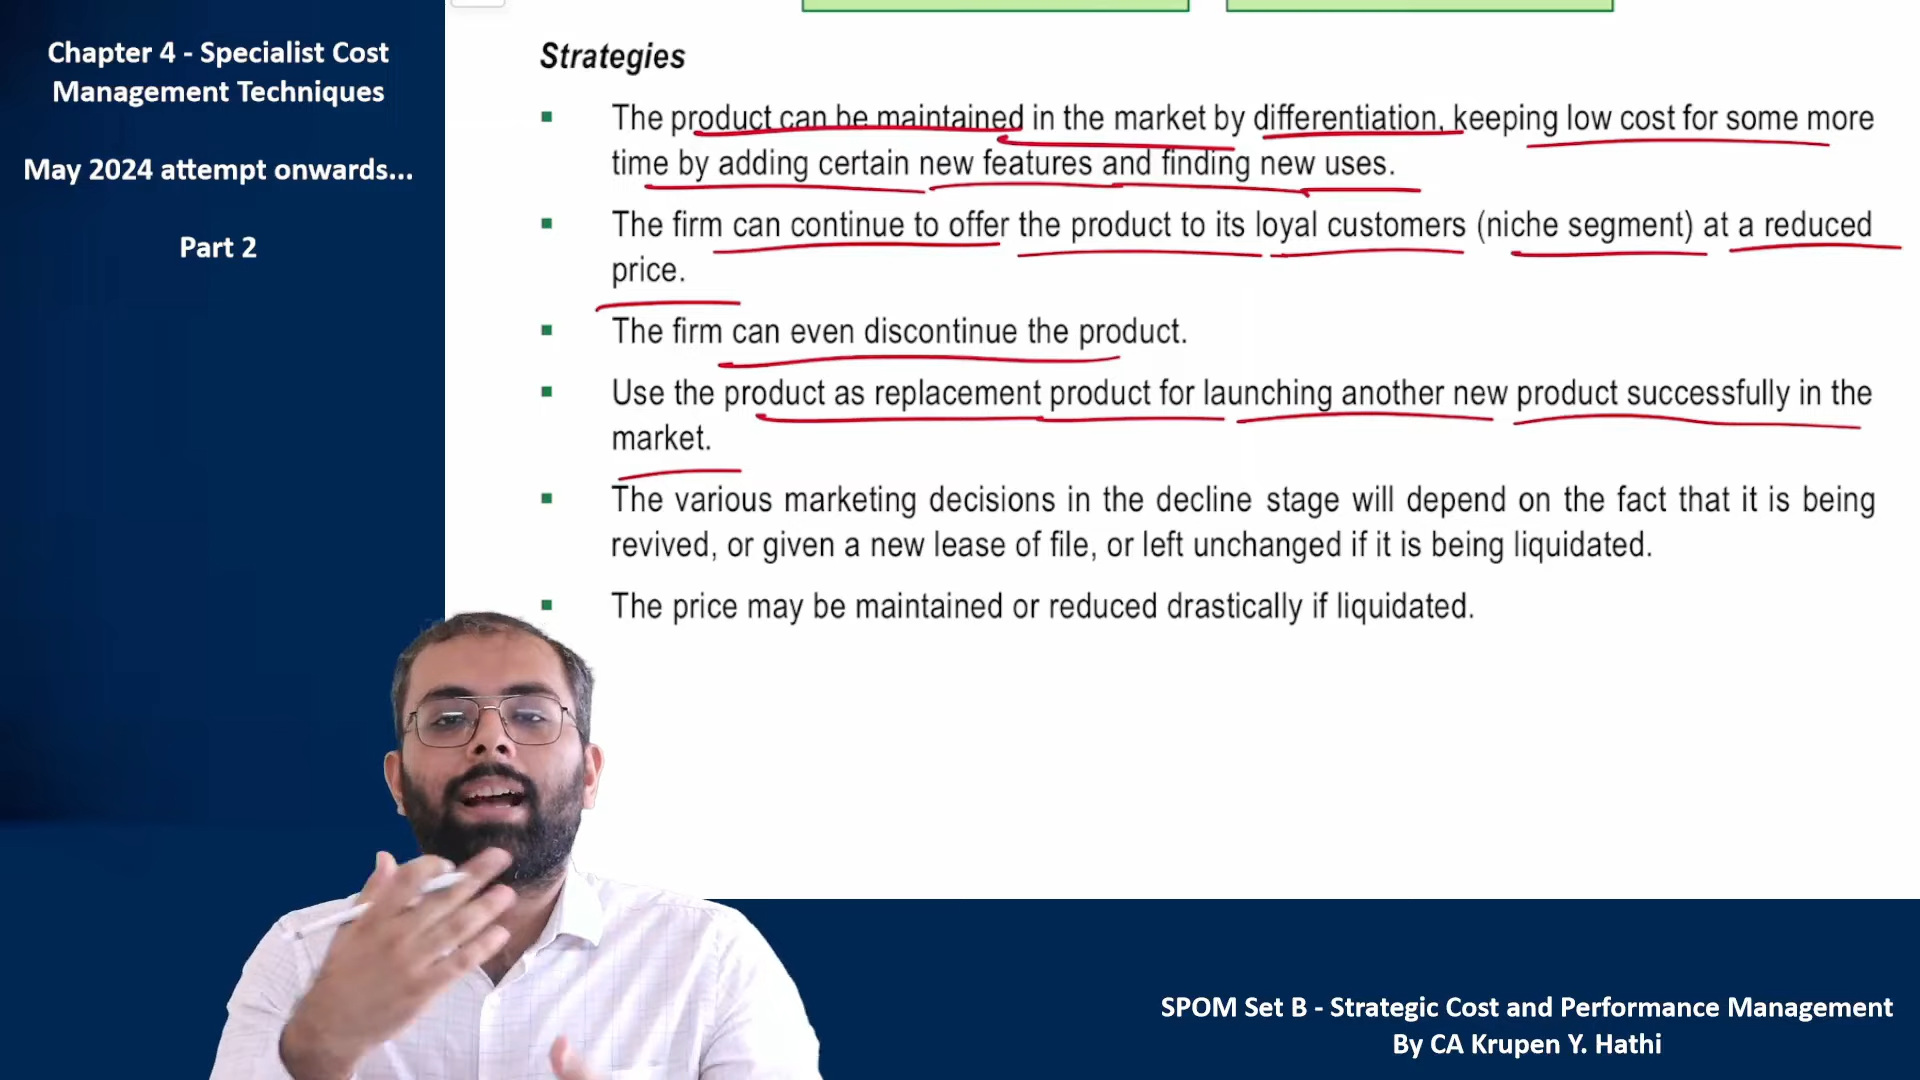 Chapter 4 - Specialist Cost
Management Techniques
May 2024 attempt onwards...
Part 2
Strategies
The product can be maintained in the market by differentiation, keeping low cost for some more
time by adding certain new features and finding new uses.
The firm can continue to offer the product to its loyal customers (niche segment) at a reduced
price.
The firm can even discontinue the product.
Use the product as replacement product for launching another new product successfully in the
market.
The various marketing decisions in the decline stage will depend on the fact that it is being
revived, or given a new lease of file, or left unchanged if it is being liquidated.
The price may be maintained or reduced drastically if liquidated.
SPOM Set B - Strategic Cost and Performance Management
By CA Krupen Y. Hathi